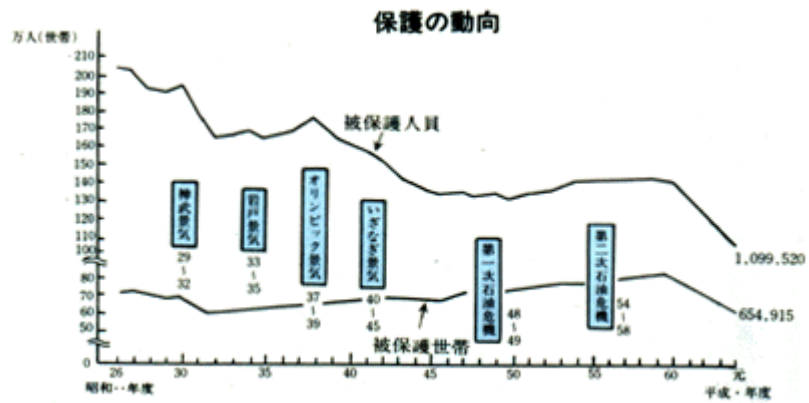 保護の動向
万人(世帯)
210
200
190
180
170
160
150
140
130
120
110
100
80
70
60
50
0
被保護人員
神武景気
29
〜
32
岩戸景気
33
〜
35
オリンピック景気
37
〜
39
いざなぎ景気
40
〜
45
第一次石油危機
48
〜
49
第二次石油危機
54
〜
58
1,099,520
654,915
被保護世帯
26 30 35 40 45 50 55 60 元
昭和・・年度
平成・年度